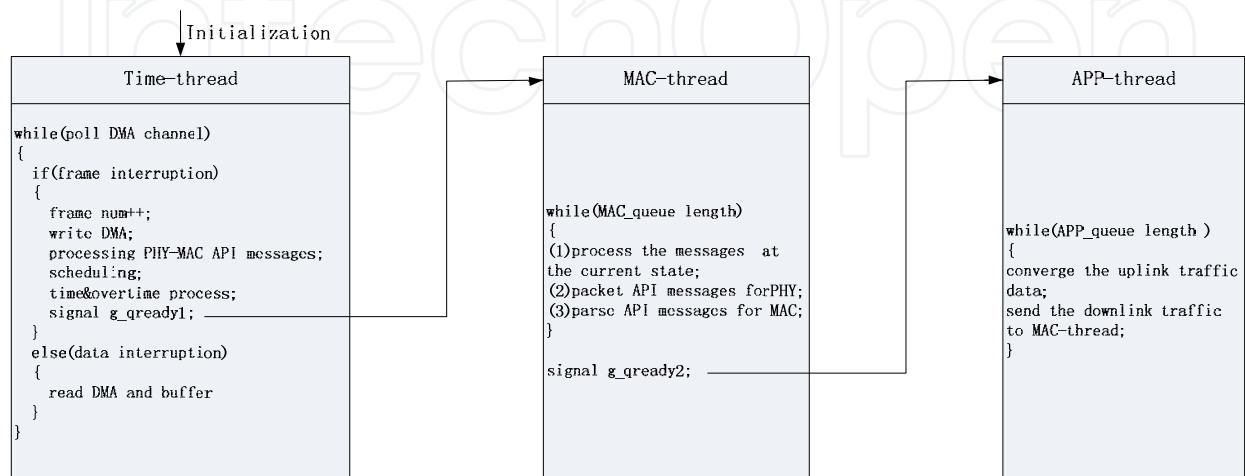 IntechOpen
Initialization
Time-thread
while(poll DMA channel)
{
if(frame interruption)
{
frame num++;
write DMA;
processing PHY-MAC API messages;
scheduling;
time&overtime process;
signal g_qready1;
}
else(data interruption)
{
read DMA and buffer
}
}
MAC-thread
while(MAC_queue length)
{
(1)process the messages at
the current state;
(2)packet API messages forPHY;
(3)parse API messages for MAC;
}
signal g_qready2;
APP-thread
while(APP_queue length )
{
converge the uplink traffic
data;
send the downlink traffic
to MAC-thread;
}